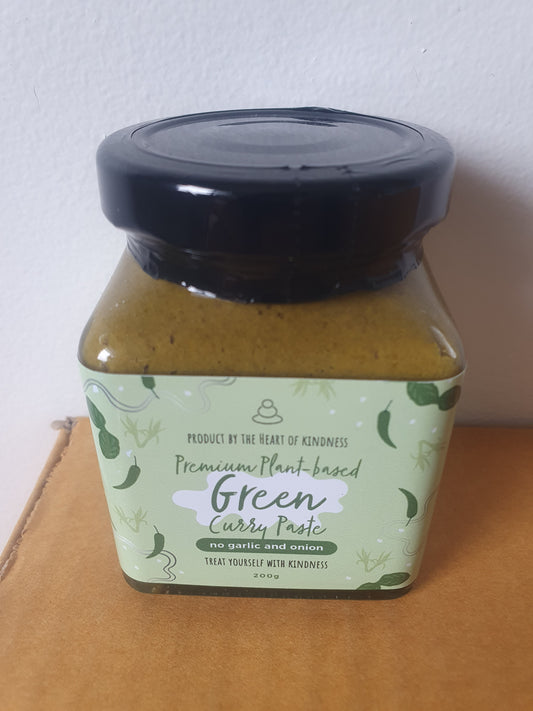 PRODUCT BY THE HEART OF KINDNESS
Premium Plant-based
Green
Curry Paste
no garlic and onion
TREAT YOURSELF WITH KINDNESS
200g